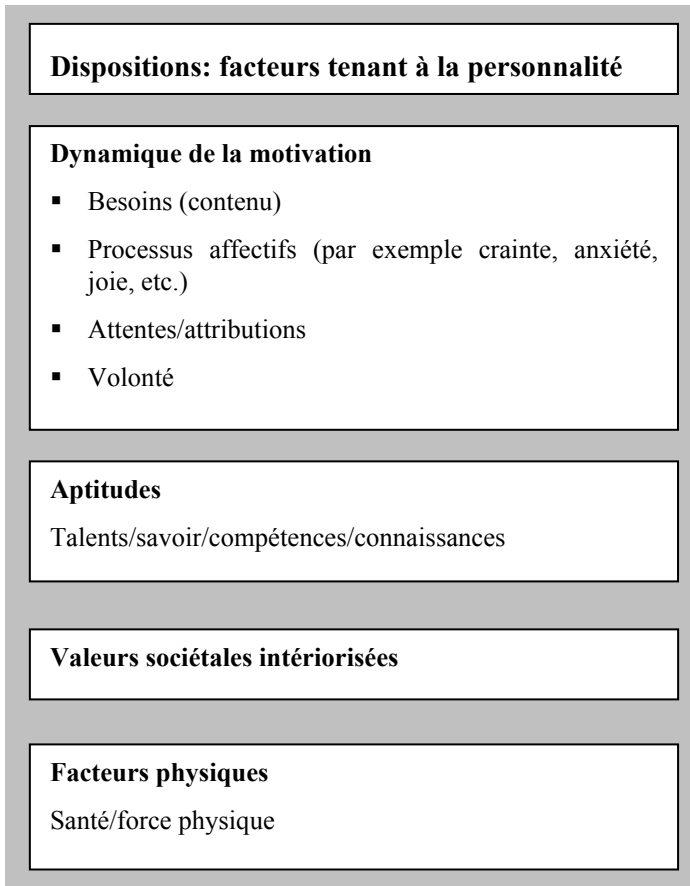 Dispositions: facteurs tenant à la personnalité
Dynamique de la motivation
▪ Besoins (contenu)
▪ Processus affectifs (par exemple crainte, anxiété,
joie, etc.)
▪ Attentes/attributions
▪ Volonté
Aptitudes
Talents/savoir/compétences/connaissances
Valeurs sociétales intériorisées
Facteurs physiques
Santé/force physique